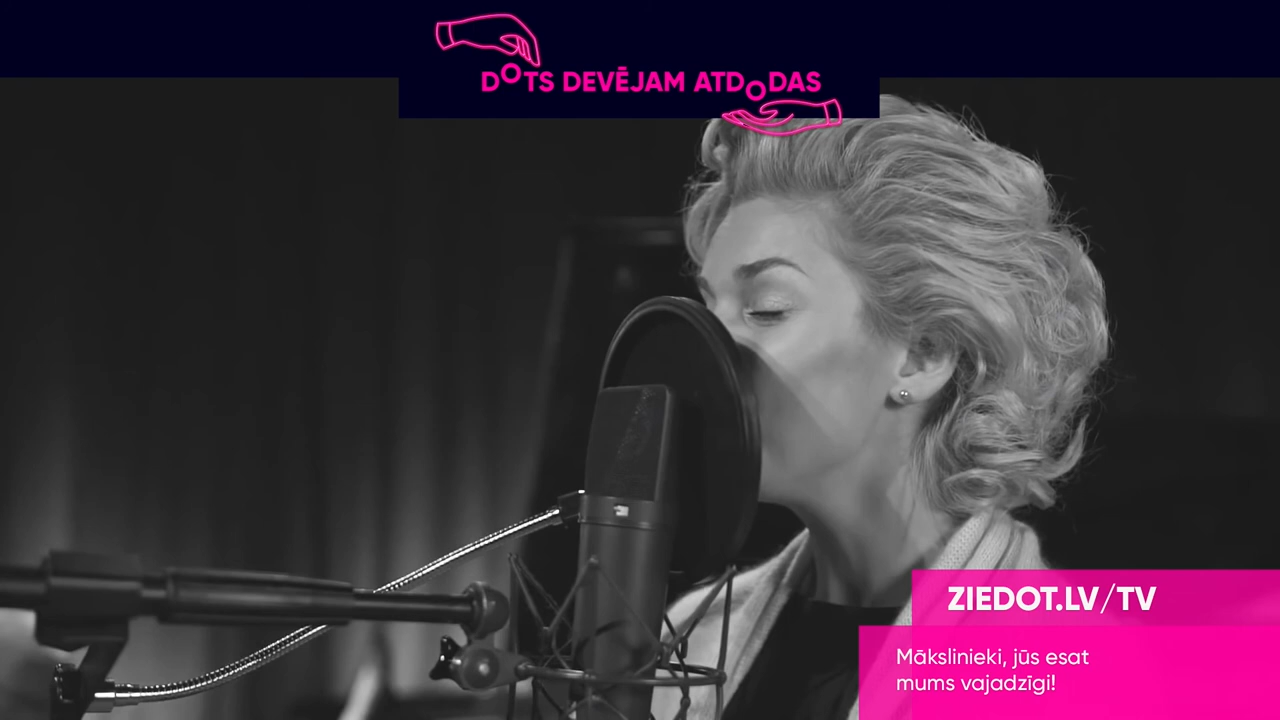 DOTS DEVĒJAM ATDODAS
ZIEDOT.LV/TV
Mākslinieki, jūs esat
mums vajadzīgi!